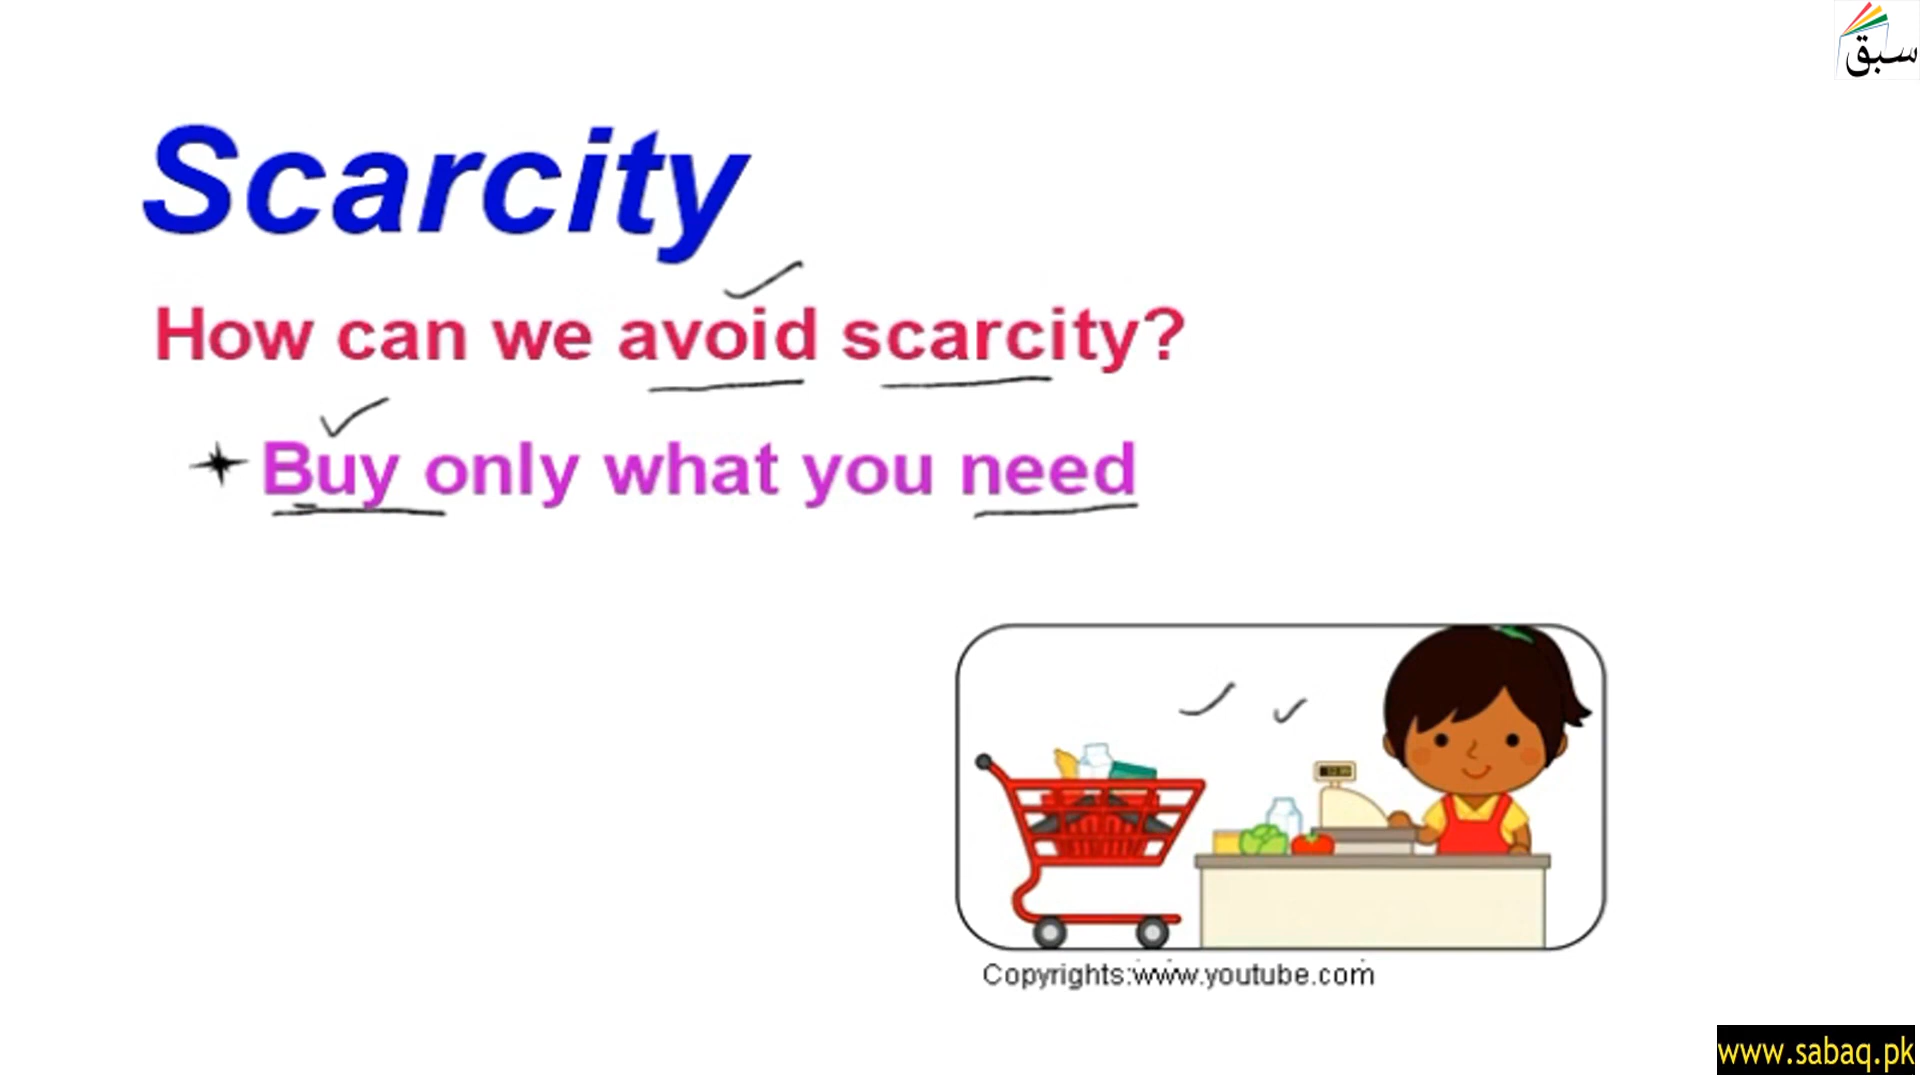 سبق
Scarcity
How can we avoid scarcity?
Buy only what you need
Copyrights:www.youtube.com
www.sabaq.pk